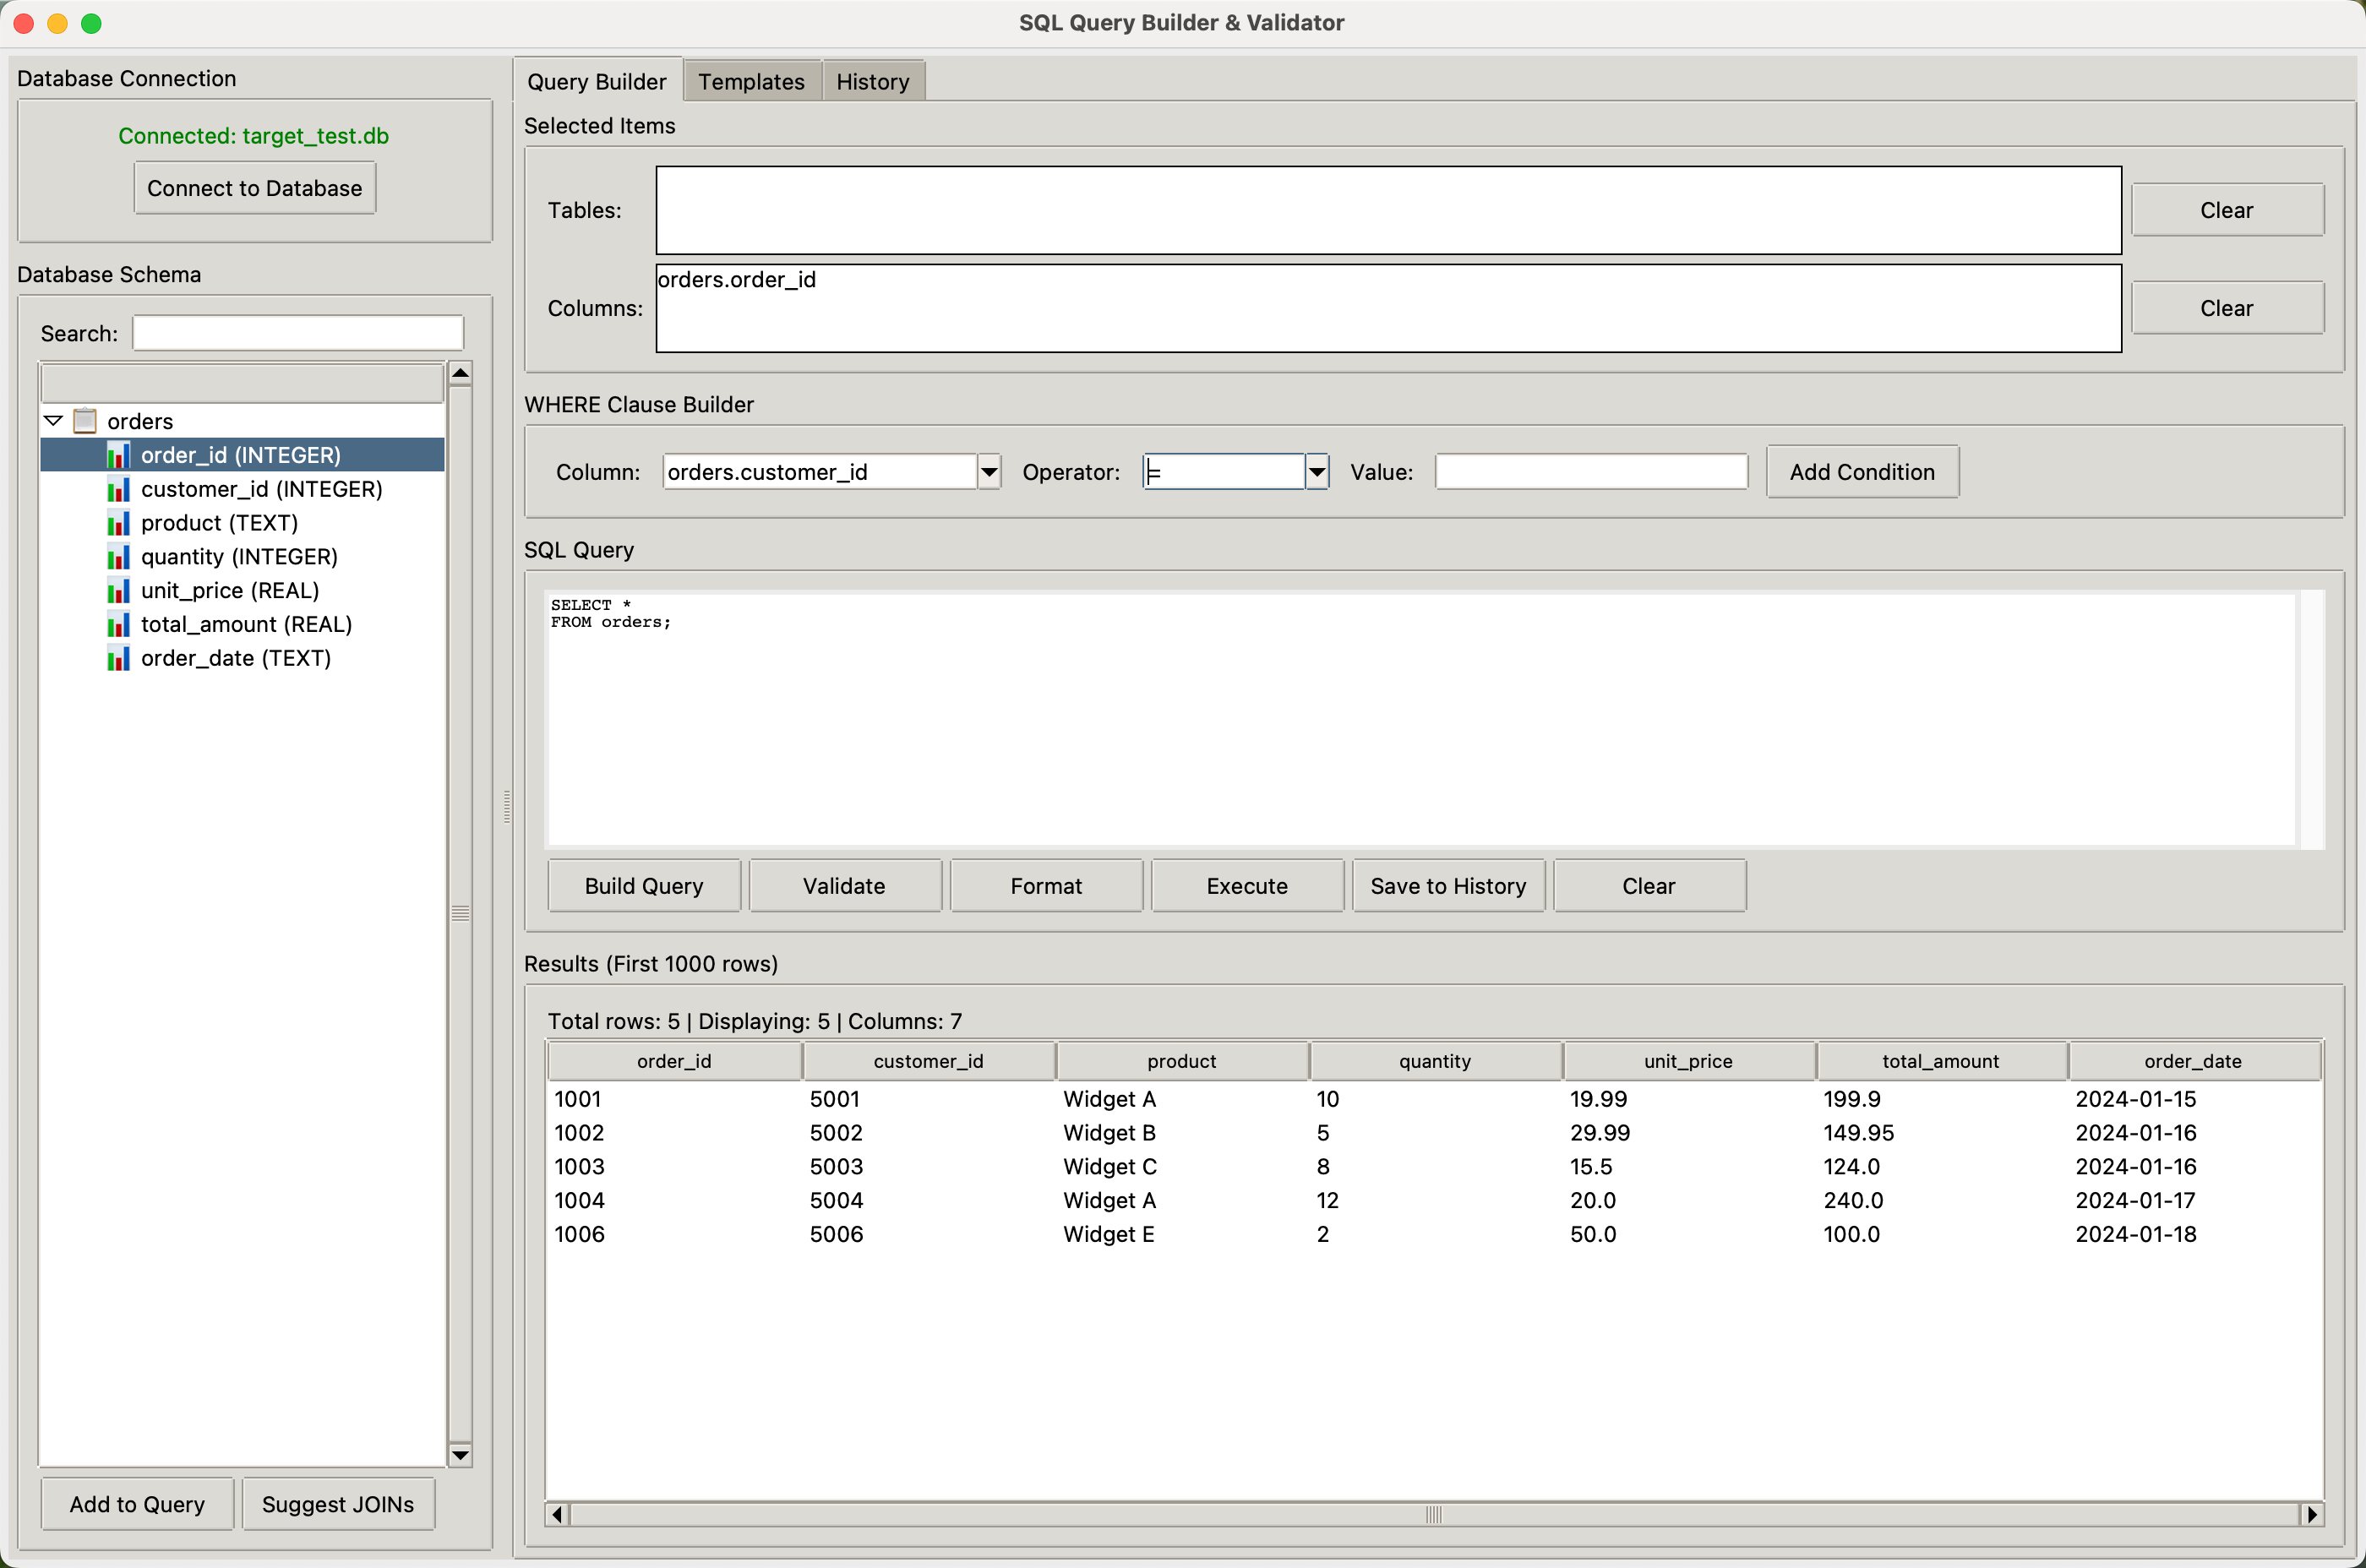 SQL Query Builder & Validator
Database Connection
Connected: target_test.db
Connect to Database
Database Schema
Search:
orders
order_id (INTEGER)
customer_id (INTEGER)
product (TEXT)
quantity (INTEGER)
unit_price (REAL)
total_amount (REAL)
order_date (TEXT)
Add to Query Suggest JOINs
Query Builder Templates History
Selected Items
Tables: Clear
orders.order_id
Columns: Clear
WHERE Clause Builder
Column: orders.customer_id Operator: = Value: Add Condition
SQL Query
SELECT *
FROM orders;
Build Query Validate Format Execute Save to History Clear
Results (First 1000 rows)
Total rows: 5 | Displaying: 5 | Columns: 7
order_id customer_id product quantity unit_price total_amount order_date
1001 5001 Widget A 10 19.99 199.9 2024-01-15
1002 5002 Widget B 5 29.99 149.95 2024-01-16
1003 5003 Widget C 8 15.5 124.0 2024-01-16
1004 5004 Widget A 12 20.0 240.0 2024-01-17
1006 5006 Widget E 2 50.0 100.0 2024-01-18